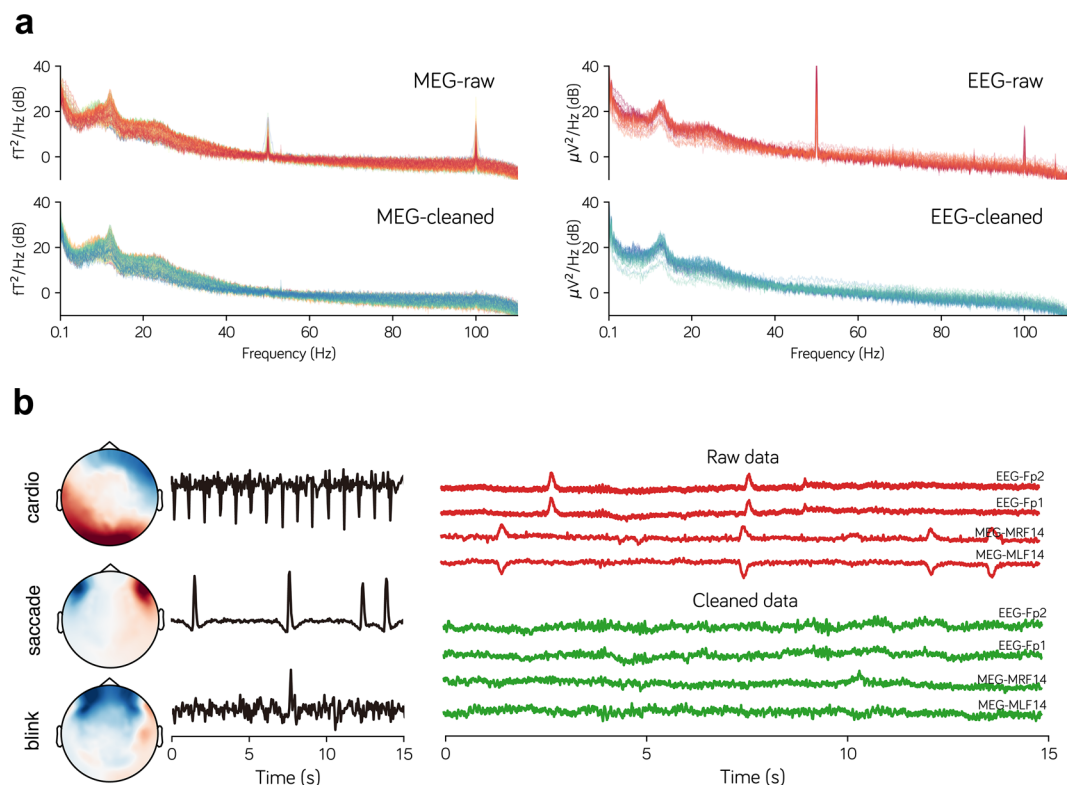 a
MEG-raw
fT²/Hz (dB)
40
20
0
EEG-raw
µV²/Hz (dB)
40
20
0
MEG-cleaned
fT²/Hz (dB)
40
20
0
0.1 20 40 60 80 100
Frequency (Hz)
EEG-cleaned
µV²/Hz (dB)
40
20
0
0.1 20 40 60 80 100
Frequency (Hz)
b
cardio
saccade
blink
0 5 10 15
Time (s)
Raw data
EEG-Fp2
EEG-Fp1
MEG-MRF14
MEG-MLF14
Cleaned data
EEG-Fp2
EEG-Fp1
MEG-MRF14
MEG-MLF14
0 5 10 15
Time (s)